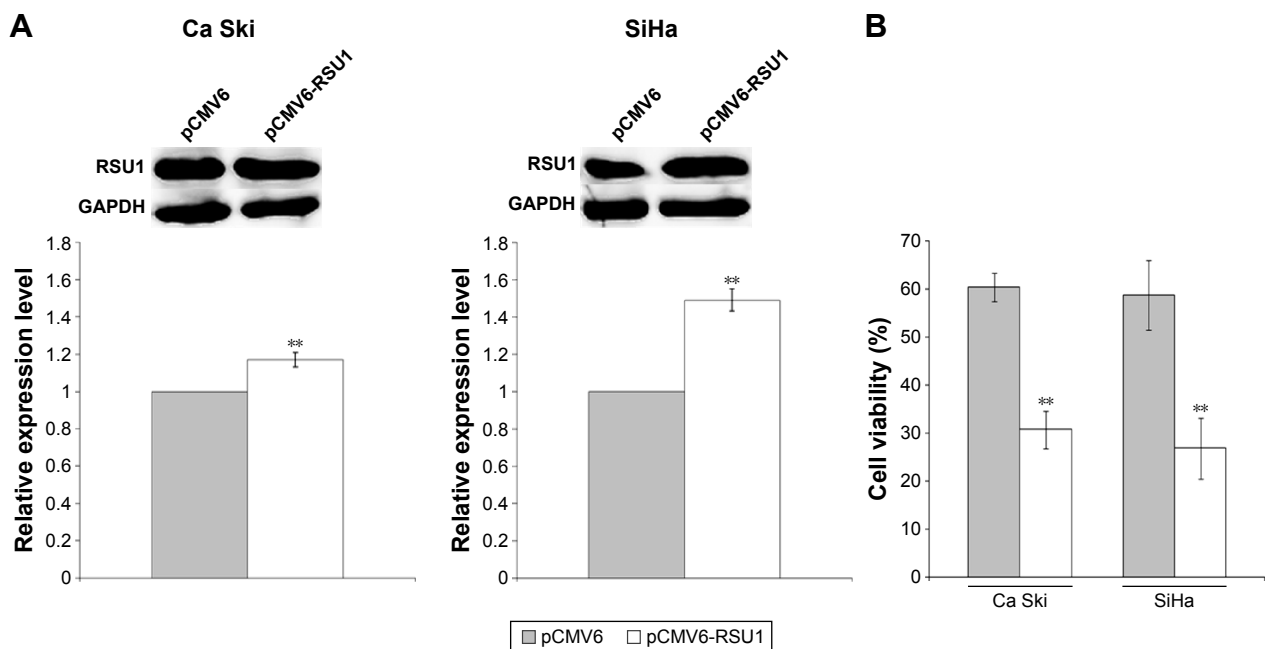 A
Ca Ski
pCMV6
pCMV6-RSU1
RSU1
GAPDH
Relative expression level
1.8
1.6
1.4
1.2
1
0.8
0.6
0.4
0.2
0
**
SiHa
pCMV6
pCMV6-RSU1
RSU1
GAPDH
Relative expression level
1.8
1.6
1.4
1.2
1
0.8
0.6
0.4
0.2
0
**
pCMV6 pCMV6-RSU1
B
Cell viability (%)
70
60
50
40
30
20
10
0
**
**
Ca Ski SiHa